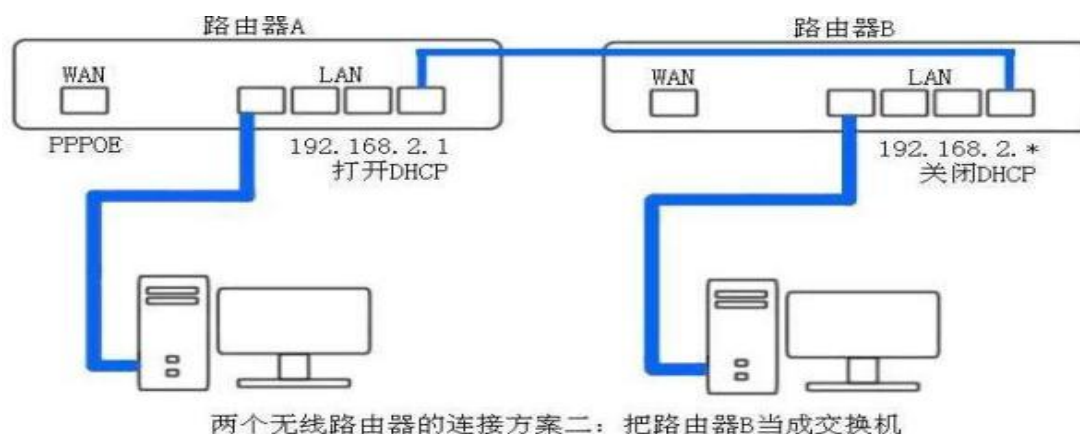 路由器A
路由器B
WAN
LAN
WAN
LAN
PPPOE
192.168.2.1
打开DHCP
192.168.2.*
关闭DHCP
两个无线路由器的连接方案二：把路由器B当成交换机